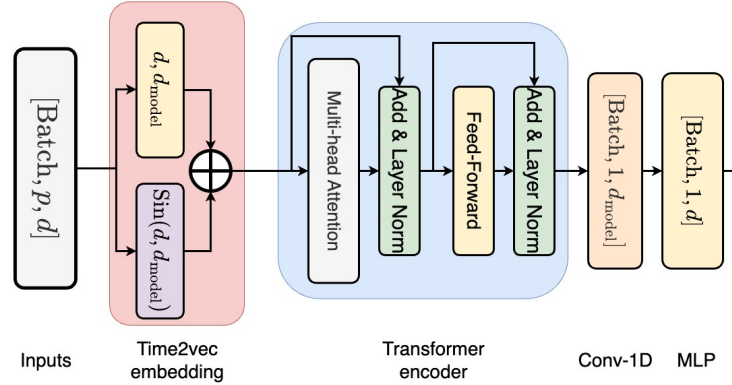 [Batch, p, d]
d, d_model
Sin(d, d_model)
Multi-head Attention
Add & Layer Norm
Feed-Forward
Add & Layer Norm
[Batch, 1, d_model]
[Batch, 1, d]
Inputs
Time2vec
embedding
Transformer
encoder
Conv-1D
MLP